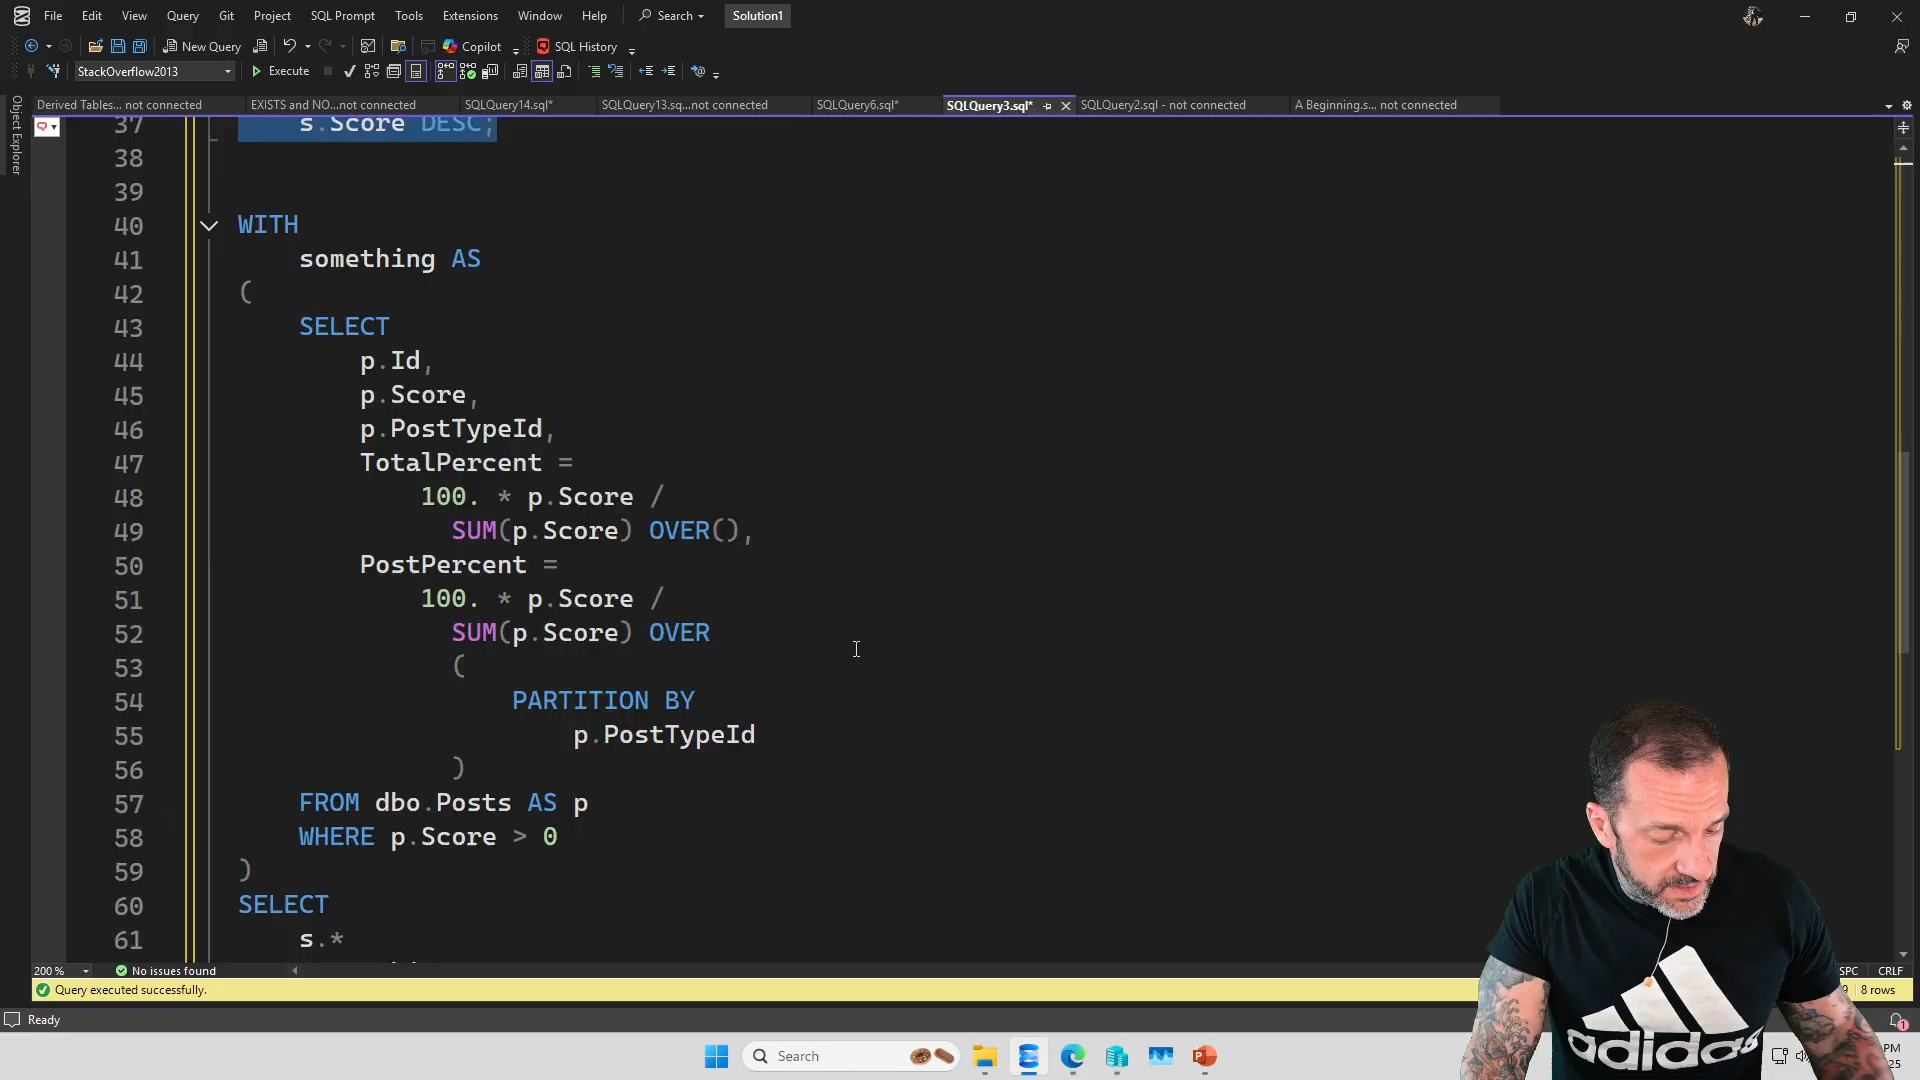 File Edit View Query Git Project SQL Prompt Tools Extensions Window Help Search Solution1
New Query Copilot SQL History
StackOverflow2013 Execute
Derived Tables... not connected EXISTS and NO...not connected SQLQuery14.sql* SQLQuery13.sq...not connected SQLQuery6.sql* SQLQuery3.sql* SQLQuery2.sql - not connected A Beginning.s... not connected
Object Explorer
37 s.Score DESC;
38
39
40 WITH
41 something AS
42 (
43 SELECT
44 p.Id,
45 p.Score,
46 p.PostTypeId,
47 TotalPercent =
48 100. * p.Score /
49 SUM(p.Score) OVER(),
50 PostPercent =
51 100. * p.Score /
52 SUM(p.Score) OVER
53 (
54 PARTITION BY
55 p.PostTypeId
56 )
57 FROM dbo.Posts AS p
58 WHERE p.Score > 0
59 )
60 SELECT
61 s.*
200 % No issues found SPC CRLF
Query executed successfully. 8 rows
Ready
Search
PM
25
adidas